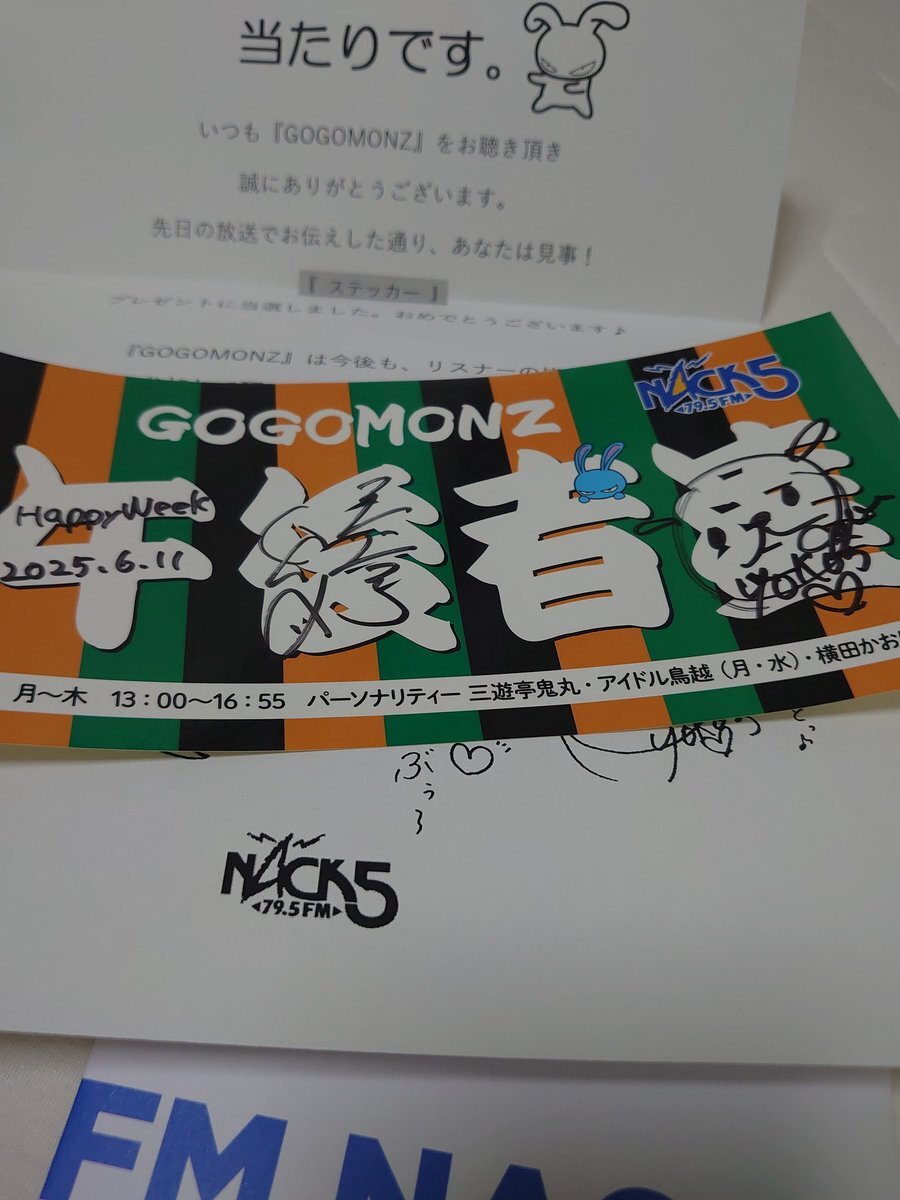 当たりです。
いつも『GOGOMONZ』をお聴き頂き
誠にありがとうございます。
先日の放送でお伝えした通り、あなたは見事！
『 ステッカー 』
プレゼントに当選しました。おめでとうございます♪
『GOGOMONZ』は今後も、リスナーの
NACK5
79.5FM
GOGOMONZ
午後百
HappyWeek
2025.6.11
月〜木 13：00〜16：55 パーソナリティー 三遊亭鬼丸・アイドル鳥越（月・水）・横田かお
ぶぅ〜
NACK5
79.5FM
FM NAC